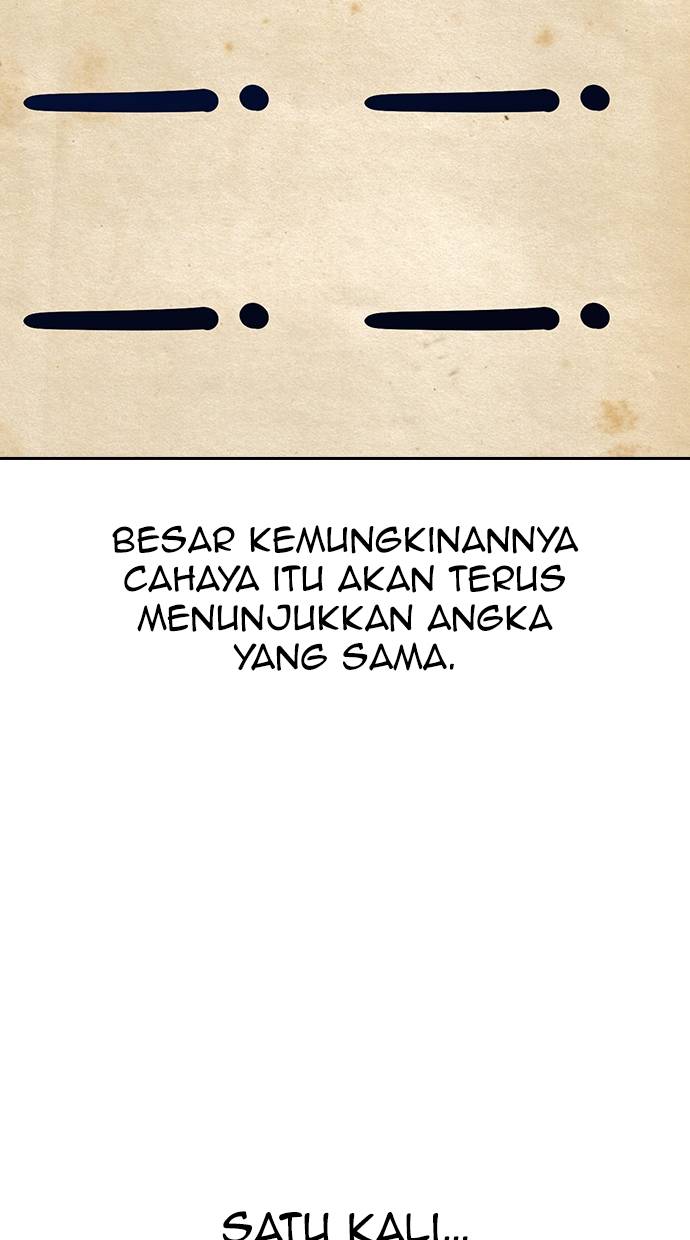 — • — •
— • — •
BESAR KEMUNGKINANNYA
CAHAYA ITU AKAN TERUS
MENUNJUKKAN ANGKA
YANG SAMA.
SATU KALI...